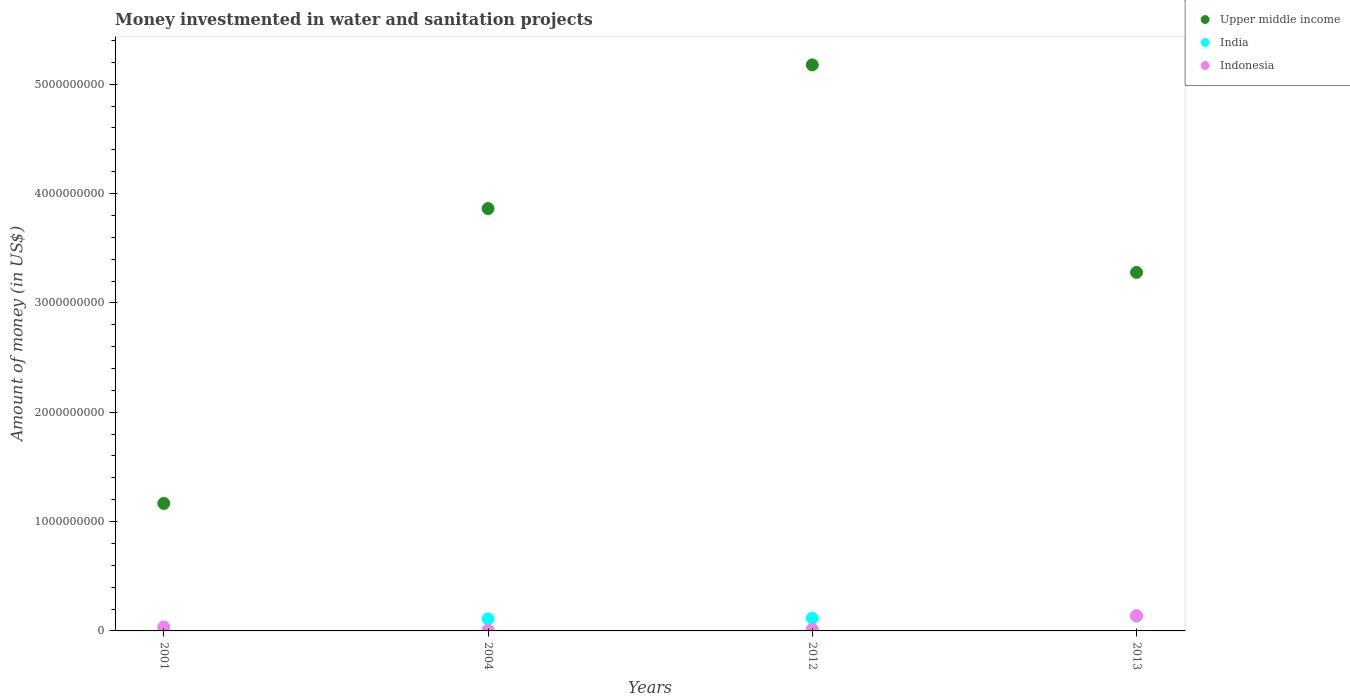 Money investmented in water and sanitation projects
Upper middle income
India
Indonesia
Amount of money (in US$)
5000000000
4000000000
3000000000
2000000000
1000000000
0
2001
2004
2012
2013
Years